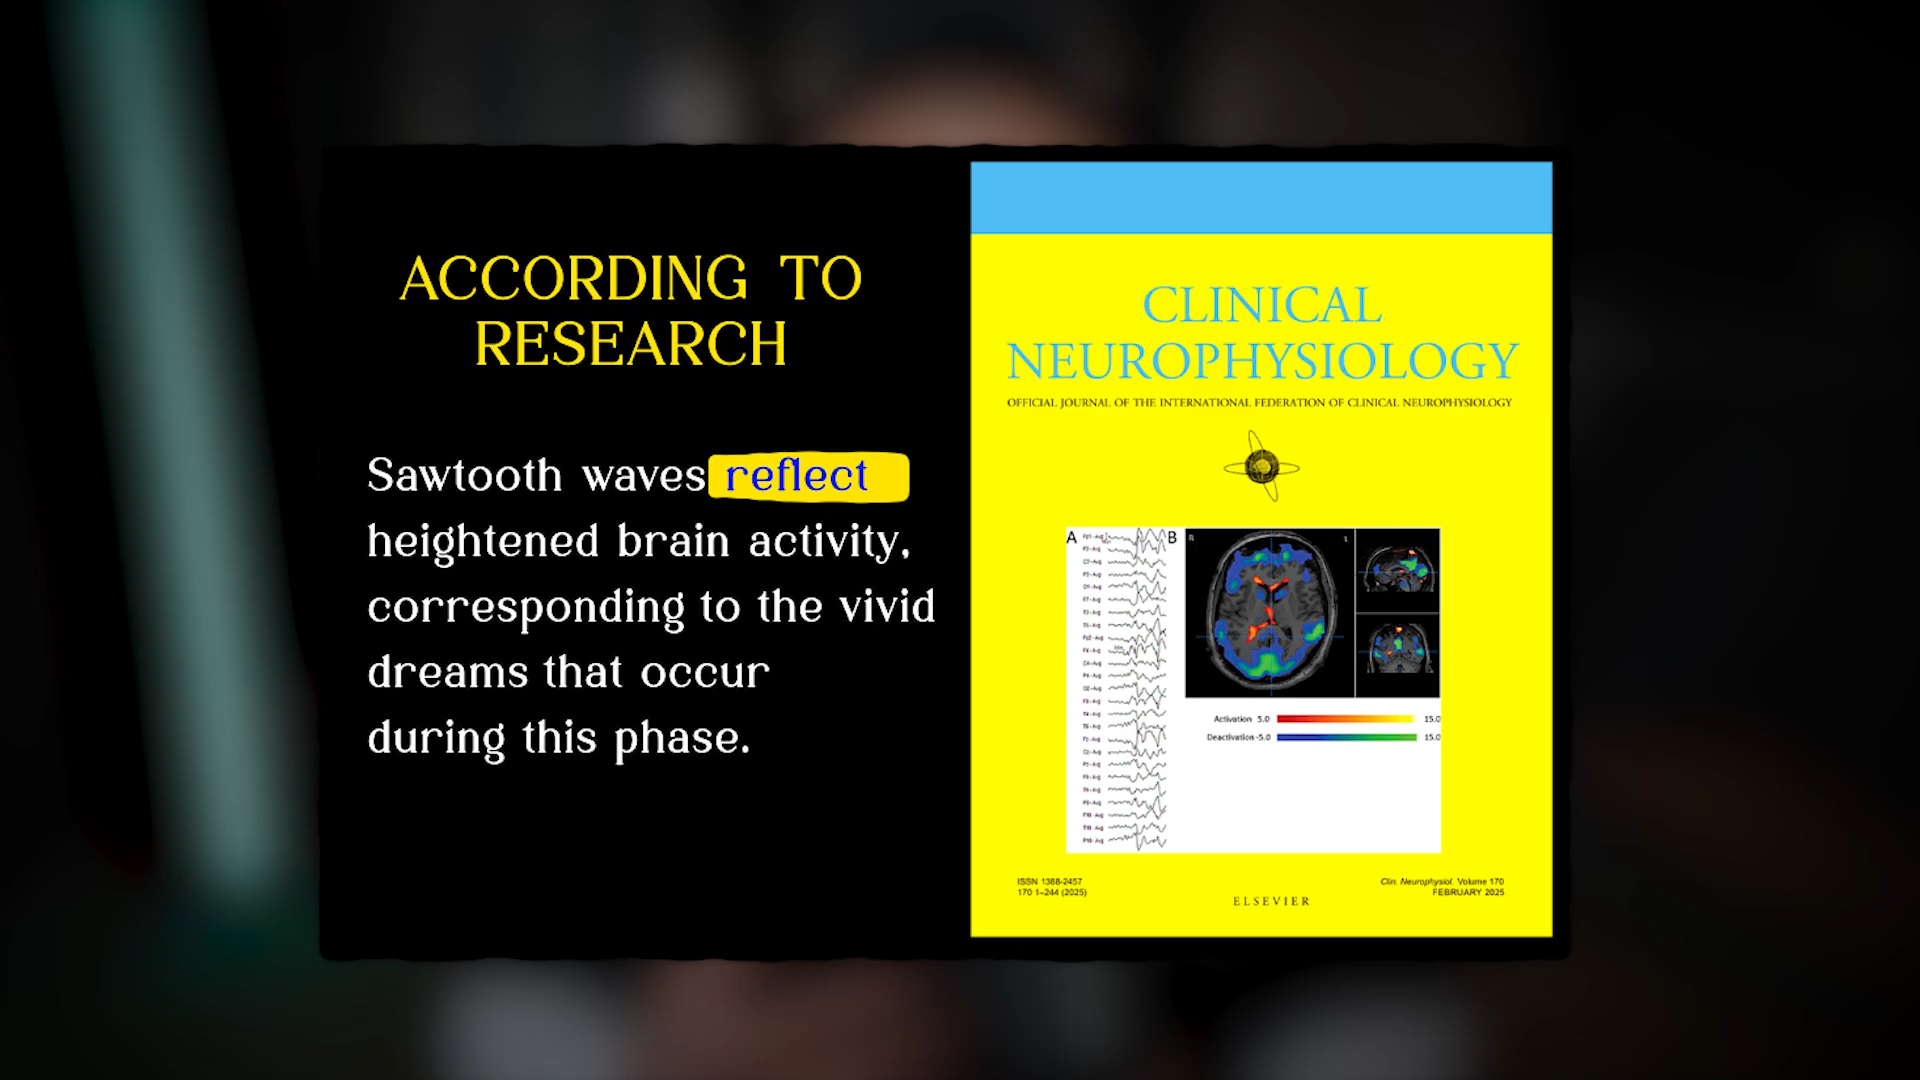 ACCORDING TO
RESEARCH
Sawtooth waves reflect
heightened brain activity,
corresponding to the vivid
dreams that occur
during this phase.
CLINICAL
NEUROPHYSIOLOGY
OFFICIAL JOURNAL OF THE INTERNATIONAL FEDERATION OF CLINICAL NEUROPHYSIOLOGY
A
B
Activation 5.0 15.0
Deactivation -5.0 15.0
ISSN 1388-2457
170 1–244 (2025)
ELSEVIER
Clin. Neurophysiol. Volume 170
FEBRUARY 2025